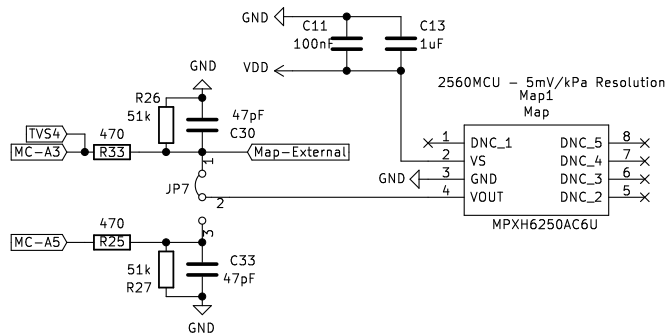 GND
C11
100nF
C13
1uF
VDD
2560MCU – 5mV/kPa Resolution
Map1
Map
GND
R26
51k
47pF
C30
TVS4
MC-A3
470
R33
Map-External
1
JP7
2
3
1 DNC_1 DNC_5 8
2 VS DNC_4 7
GND 3 GND DNC_3 6
4 VOUT DNC_2 5
MPXH6250AC6U
470
MC-A5
R25
51k
R27
C33
47pF
GND